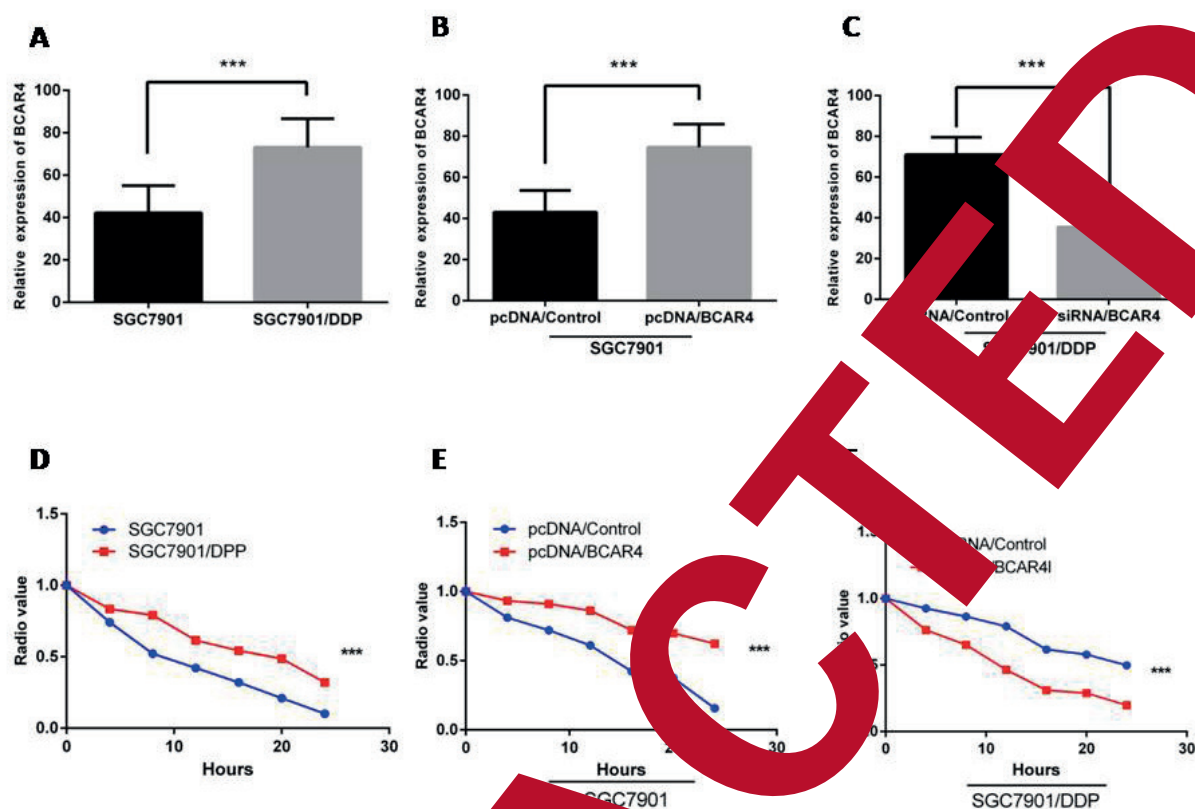 A
***
Relative expression of BCAR4
100
80
60
40
20
0
SGC7901
SGC7901/DDP
B
***
Relative expression of BCAR4
100
80
60
40
20
0
pcDNA/Control
pcDNA/BCAR4
SGC7901
C
***
Relative expression of BCAR4
100
80
60
40
20
0
siRNA/BCAR4
D
1.5
1.0
0.5
0.0
Radio value
SGC7901
SGC7901/DPP
***
0
10
20
30
Hours
E
1.5
1.0
0.5
0.0
Radio value
pcDNA/Control
pcDNA/BCAR4
***
0
10
30
Hours
1.0
0.0
***
0
10
20
30
Hours
SGC7901/DDP
CTED